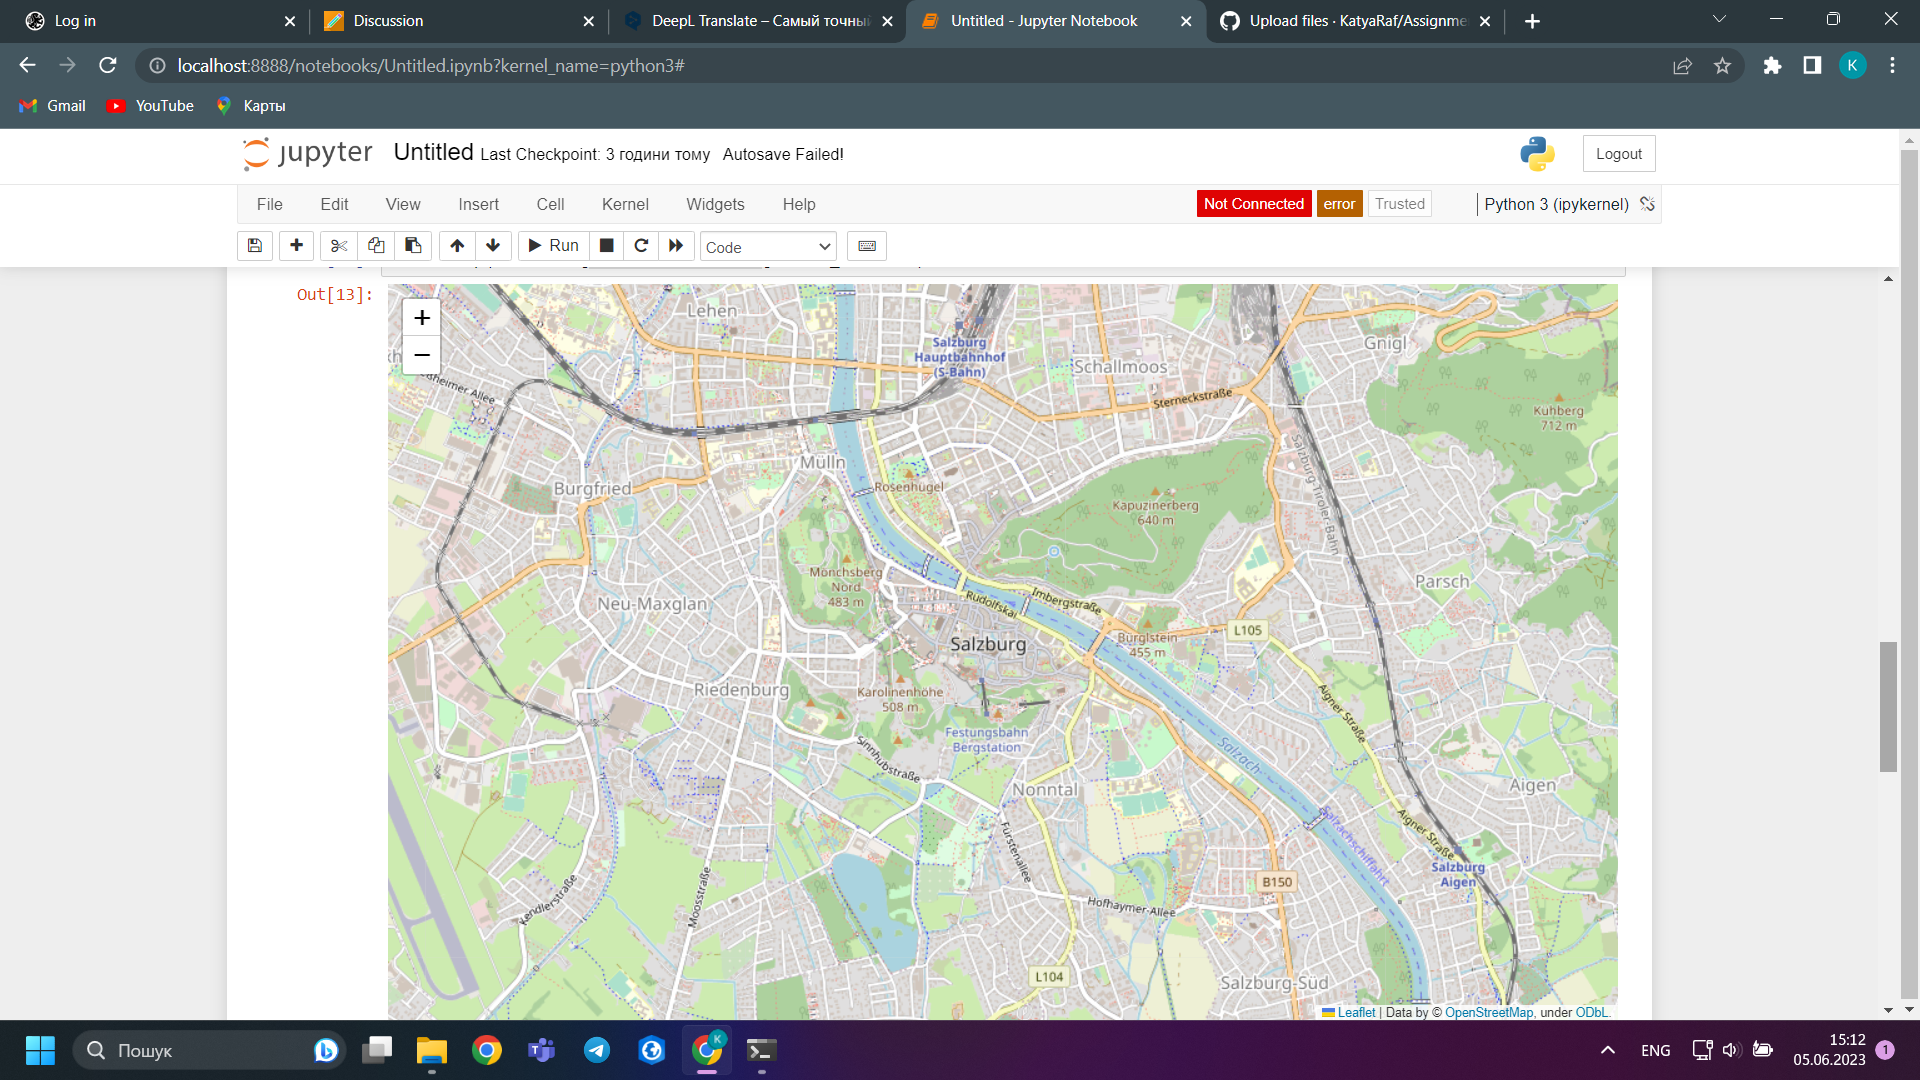 Log in
Discussion
DeepL Translate – Самый точный
Untitled - Jupyter Notebook
Upload files · KatyaRaf/Assignme
localhost:8888/notebooks/Untitled.ipynb?kernel_name=python3#
K
Gmail
YouTube
Карты
jupyter
Untitled
Last Checkpoint: 3 години тому
Autosave Failed!
Logout
File
Edit
View
Insert
Cell
Kernel
Widgets
Help
Not Connected
error
Trusted
Python 3 (ipykernel)
Run
Code
Out[13]:
+
−
Lehen
Salzburg
Hauptbahnhof
(S-Bahn)
Schallmoos
Gnigl
Sterneckstraße
Kuhberg
712 m
Mülln
Burgfried
Rosenhügel
Kapuzinerberg
640 m
Salzburg-Tiroler-Bahn
Mönchsberg
Nord
483 m
Parsch
Neu-Maxglan
Rudolfskai
Imbergstraße
Salzburg
Bürglstein
455 m
L105
Riedenburg
Karolinenhöhe
508 m
Aigner Straße
Festungsbahn
Bergstation
Sinnhubstraße
Salzach
Nonntal
Aigen
Salzachschiffahrt
Aigner Straße
Fürstenallee
Salzburg
Aigen
B150
Kendlerstraße
Moosstraße
Hofhaymer-Allee
L104
Salzburg-Süd
Leaflet | Data by © OpenStreetMap, under ODbL.
Пошук
K
ENG
15:12
05.06.2023
1